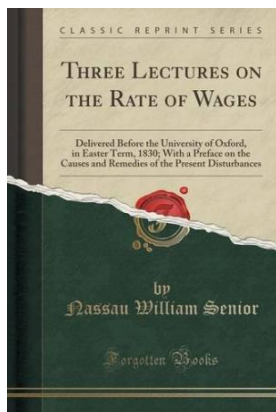 CLASSIC REPRINT SERIES
THREE LECTURES ON
THE RATE OF WAGES
Delivered Before the University of Oxford,
in Easter Term, 1830; With a Preface on the
Causes and Remedies of the Present Disturbances
by
Nassau William Senior
Forgotten Books